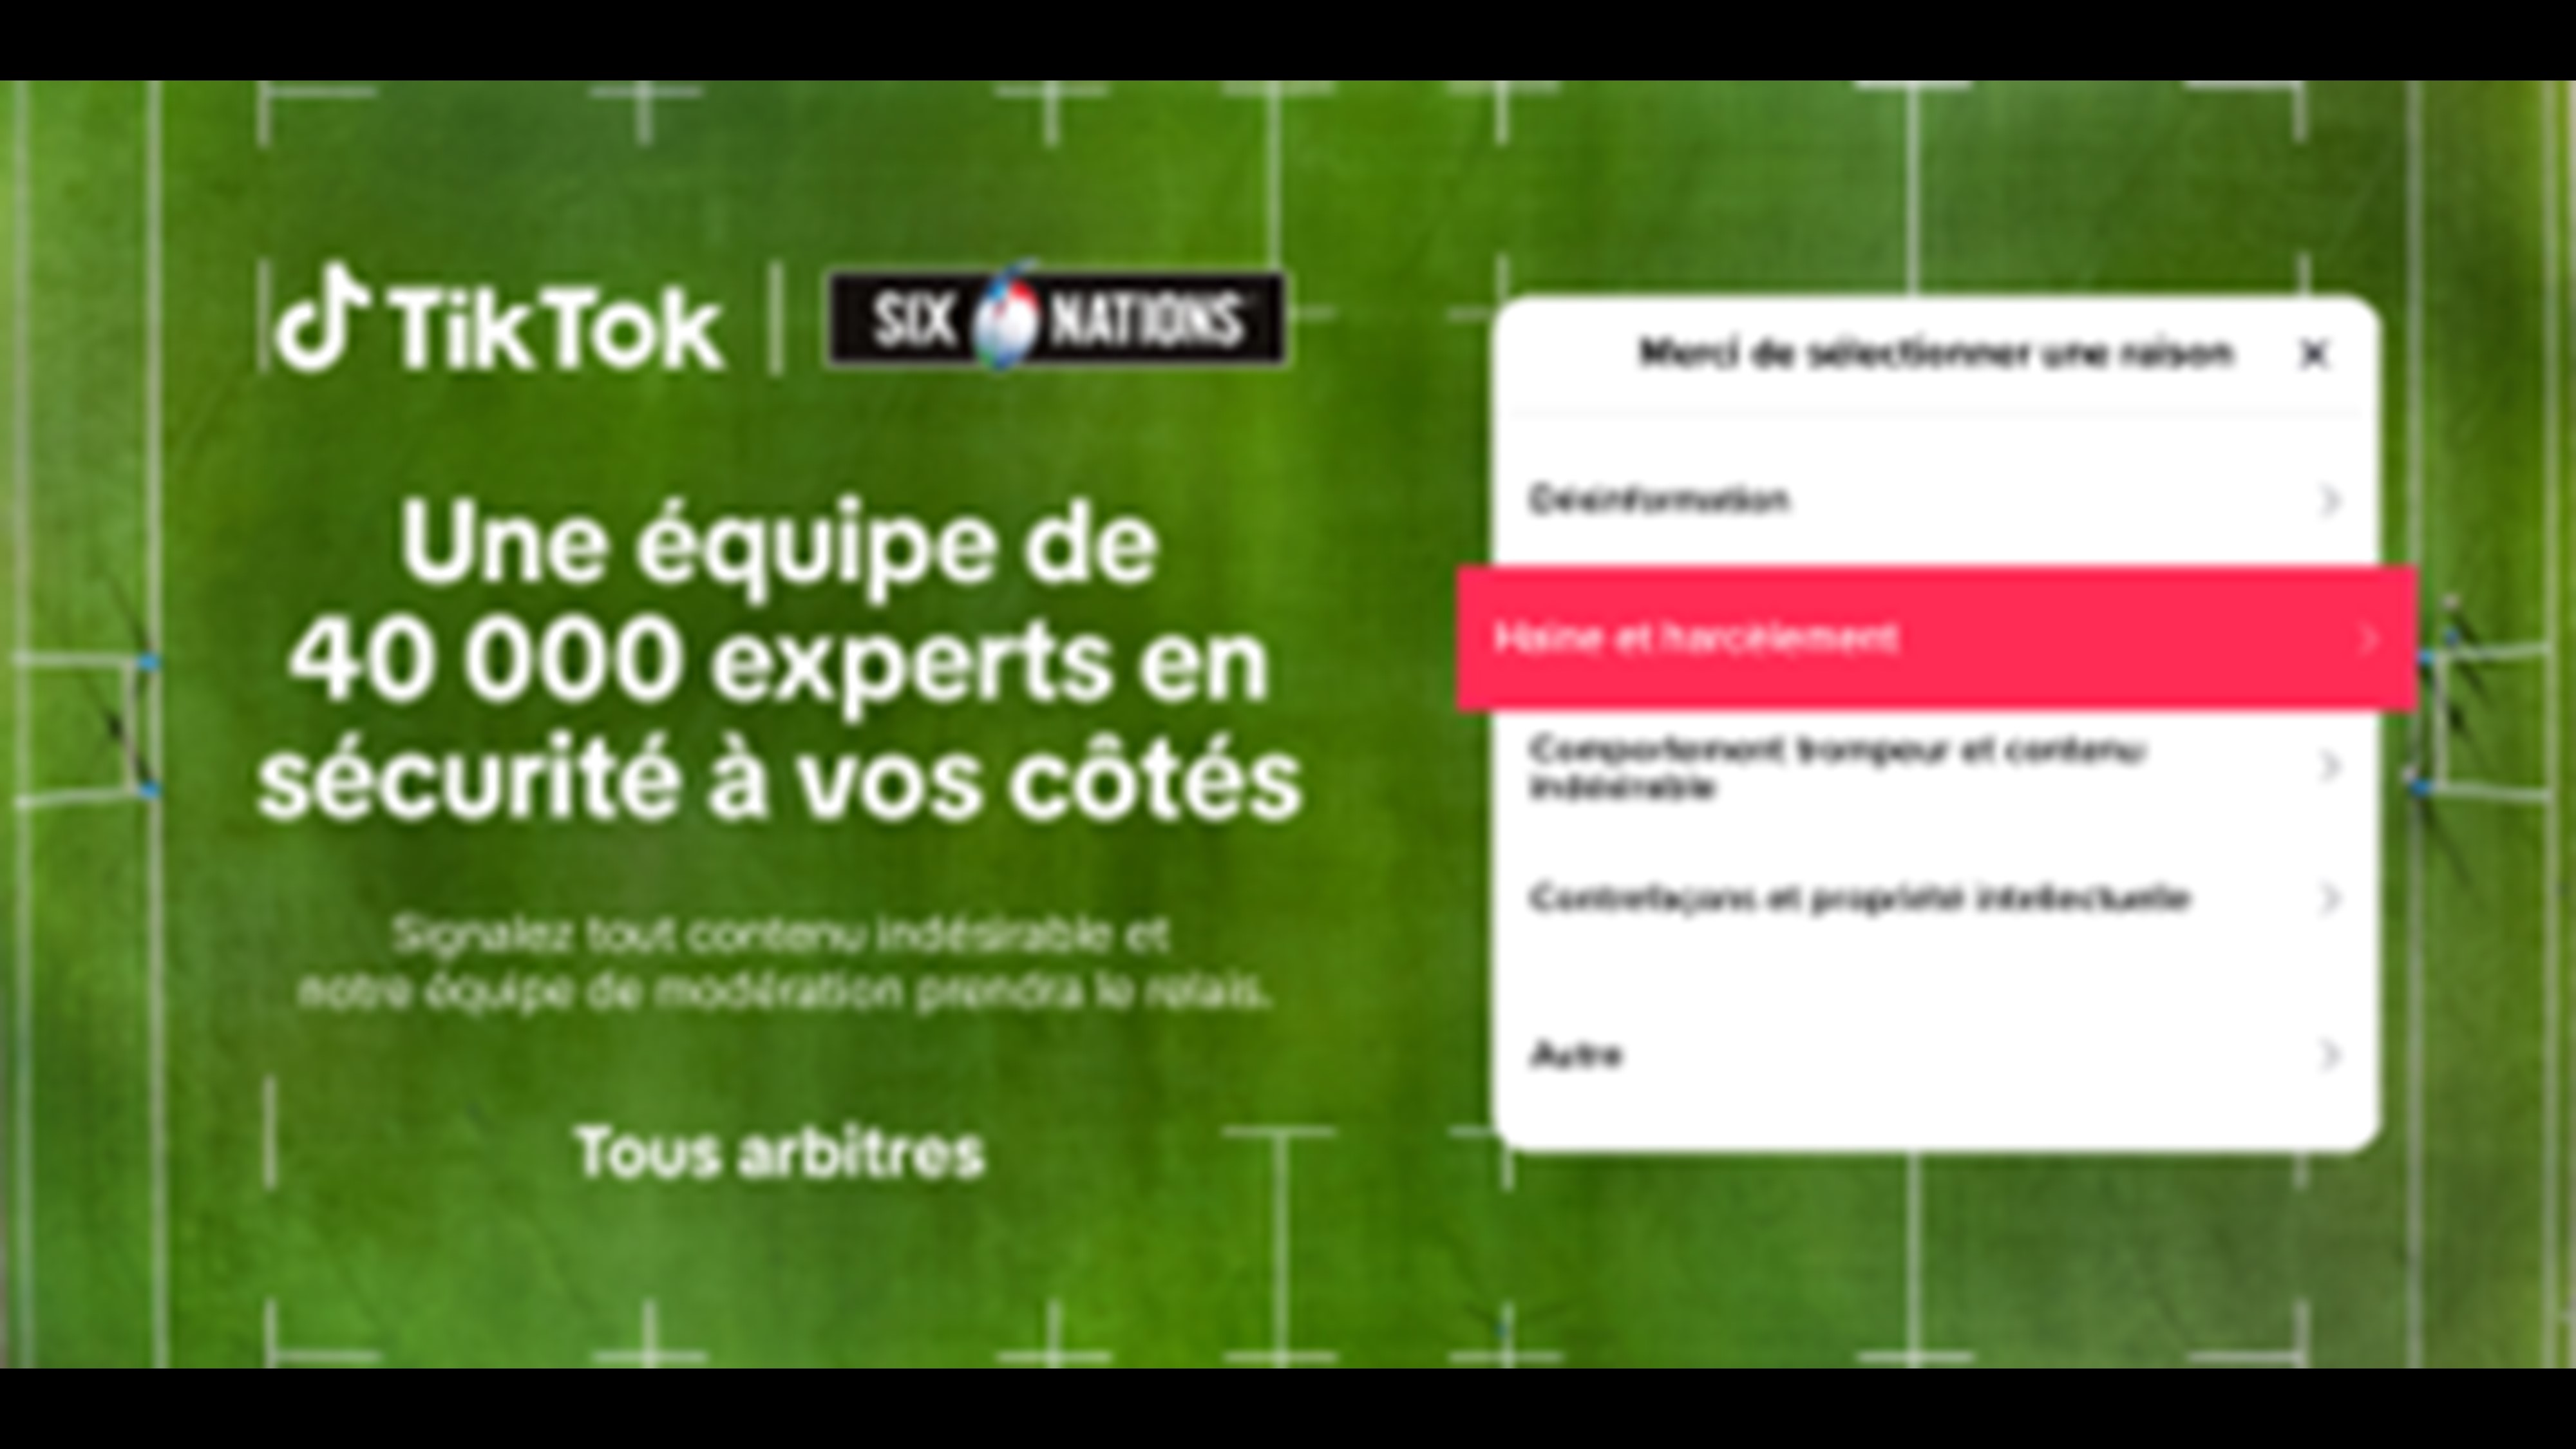 TikTok | SIX NATIONS
Une équipe de
40 000 experts en
sécurité à vos côtés
Signalez tout contenu indésirable et
notre équipe de modération prendra le relais.
Tous arbitres
Merci de sélectionner une raison
Désinformation
Haine et harcèlement
Comportement trompeur et contenu
indésirable
Contrefaçons et propriété intellectuelle
Autre